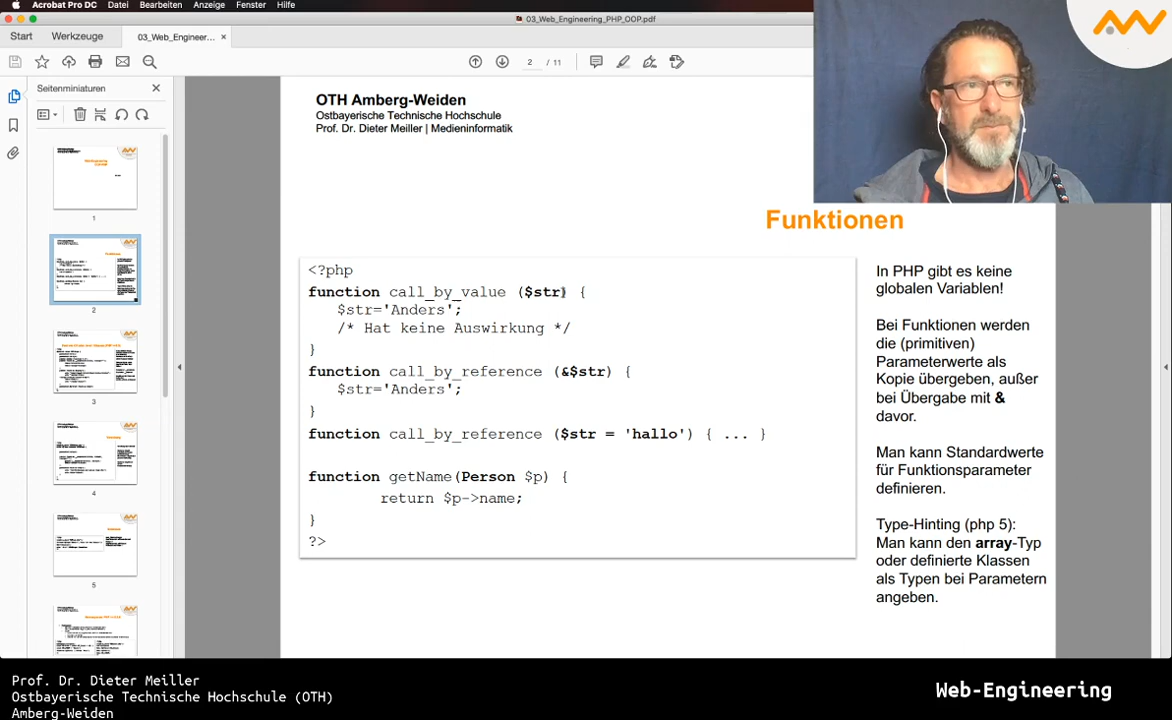 Acrobat Pro DC Datei Bearbeiten Anzeige Fenster Hilfe
03_Web_Engineering_PHP_OOP.pdf
Start Werkzeuge 03_Web_Engineer... ×
2 / 11
Seitenminiaturen
OTH Amberg-Weiden
Ostbayerische Technische Hochschule
Prof. Dr. Dieter Meiller | Medieninformatik
Funktionen
<?php
function call_by_value ($str) {
$str='Anders';
/* Hat keine Auswirkung */
}
function call_by_reference (&$str) {
$str='Anders';
}
function call_by_reference ($str = 'hallo') { ... }
function getName(Person $p) {
return $p->name;
}
?>
In PHP gibt es keine
globalen Variablen!
Bei Funktionen werden
die (primitiven)
Parameterwerte als
Kopie übergeben, außer
bei Übergabe mit &
davor.
Man kann Standardwerte
für Funktionsparameter
definieren.
Type-Hinting (php 5):
Man kann den array-Typ
oder definierte Klassen
als Typen bei Parametern
angeben.
1
2
3
4
5
Prof. Dr. Dieter Meiller
Ostbayerische Technische Hochschule (OTH)
Amberg-Weiden
Web-Engineering